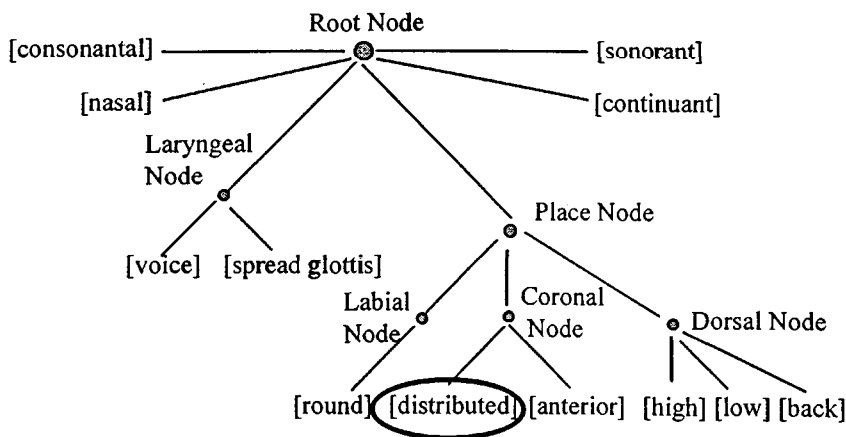 Root Node
[consonantal] [sonorant]
[nasal] [continuant]
Laryngeal
Node
Place Node
[voice] [spread glottis]
Labial
Node
Coronal
Node
Dorsal Node
[round] [distributed] [anterior] [high] [low] [back]